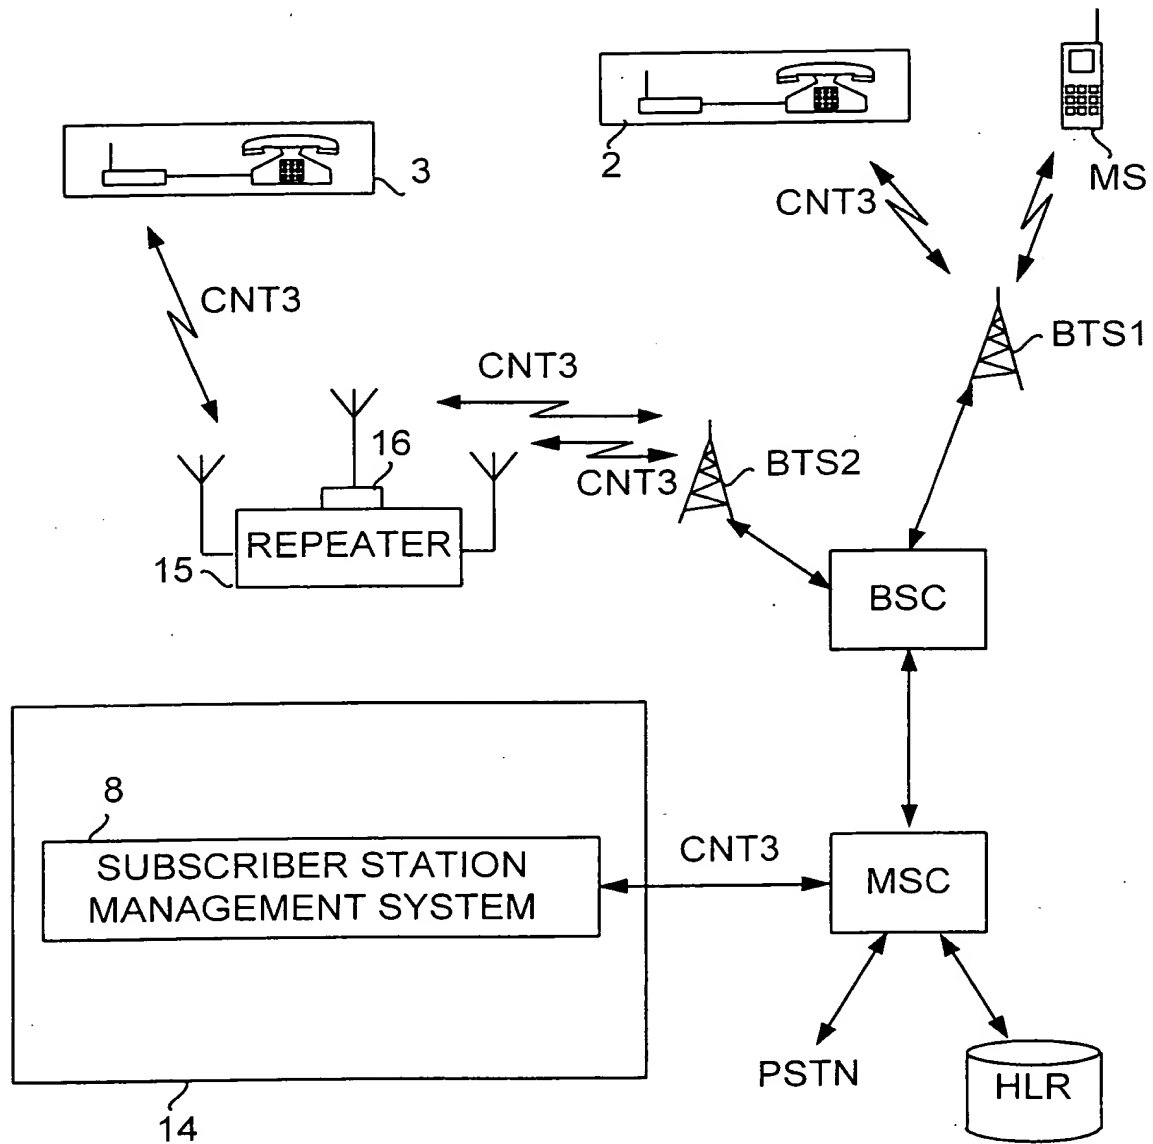 3
2
MS
CNT3
CNT3
BTS1
CNT3
16
CNT3
BTS2
REPEATER
15
BSC
8
SUBSCRIBER STATION
MANAGEMENT SYSTEM
CNT3
MSC
PSTN
HLR
14